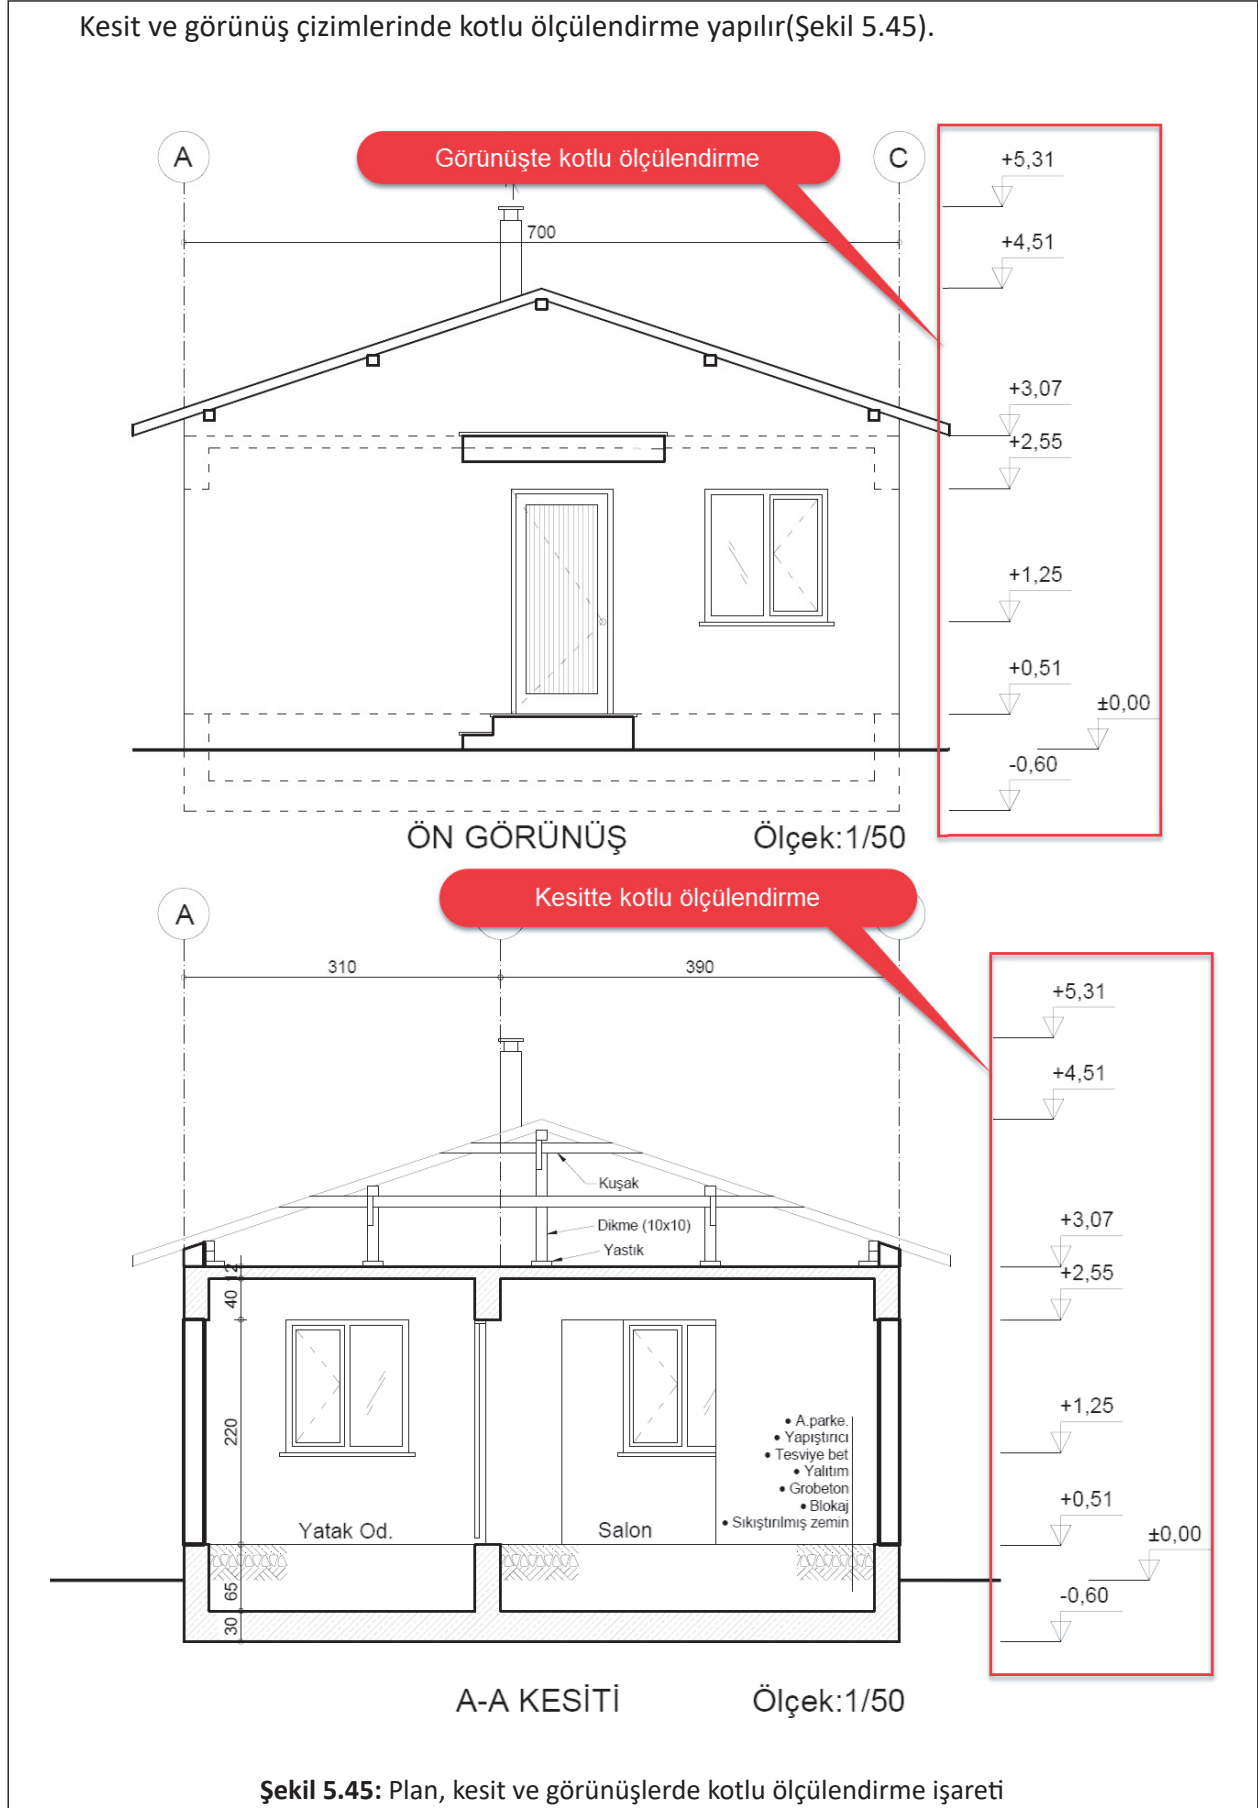 Kesit ve görünüş çizimlerinde kotlu ölçülendirme yapılır(Şekil 5.45).
A
Görünüşte kotlu ölçülendirme
C
700
+5,31
+4,51
+3,07
+2,55
+1,25
+0,51
±0,00
-0,60
ÖN GÖRÜNÜŞ
Ölçek:1/50
Kesitte kotlu ölçülendirme
A
310
390
+5,31
+4,51
Kuşak
Dikme (10x10)
Yastık
+3,07
+2,55
12
40
220
65
30
• A.parke.
• Yapıştırıcı
• Tesviye bet
• Yalıtım
• Grobeton
• Blokaj
• Sıkıştırılmış zemin
Yatak Od.
Salon
+1,25
+0,51
±0,00
-0,60
A-A KESİTİ
Ölçek:1/50
Şekil 5.45: Plan, kesit ve görünüşlerde kotlu ölçülendirme işareti